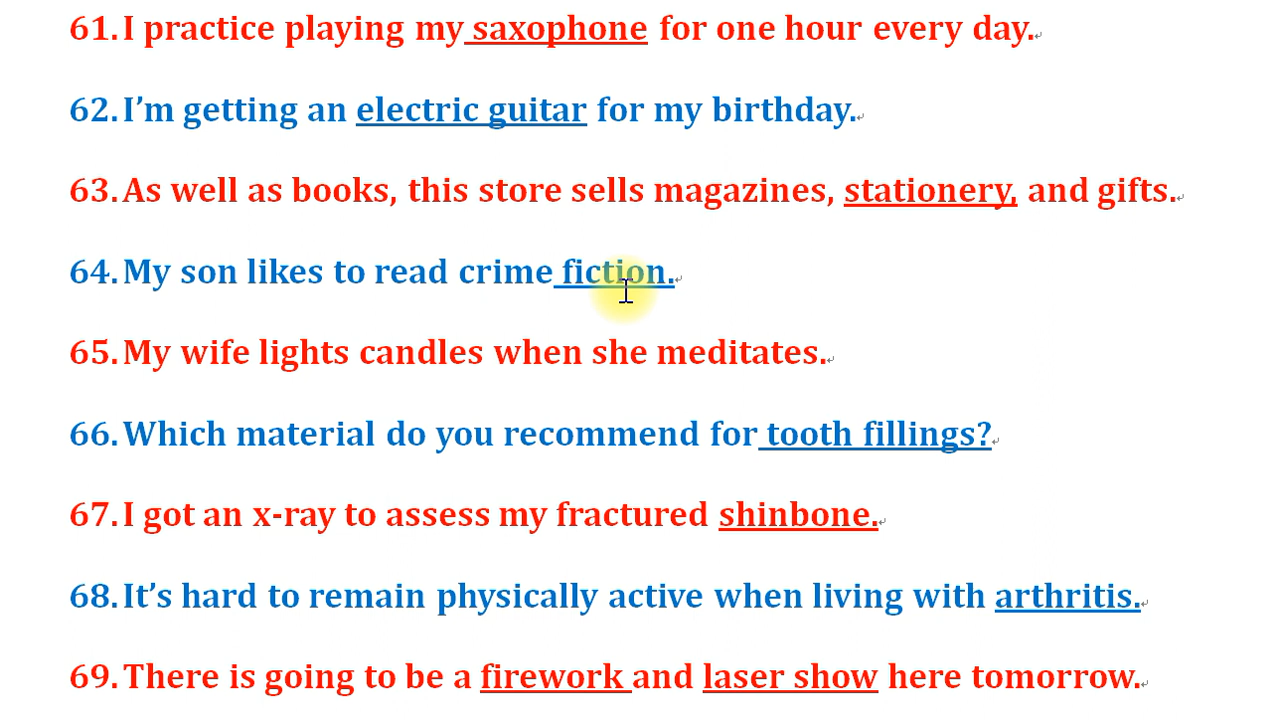 61. I practice playing my saxophone for one hour every day.
62. I’m getting an electric guitar for my birthday.
63. As well as books, this store sells magazines, stationery, and gifts.
64. My son likes to read crime fiction.
65. My wife lights candles when she meditates.
66. Which material do you recommend for tooth fillings?
67. I got an x-ray to assess my fractured shinbone.
68. It’s hard to remain physically active when living with arthritis.
69. There is going to be a firework and laser show here tomorrow.